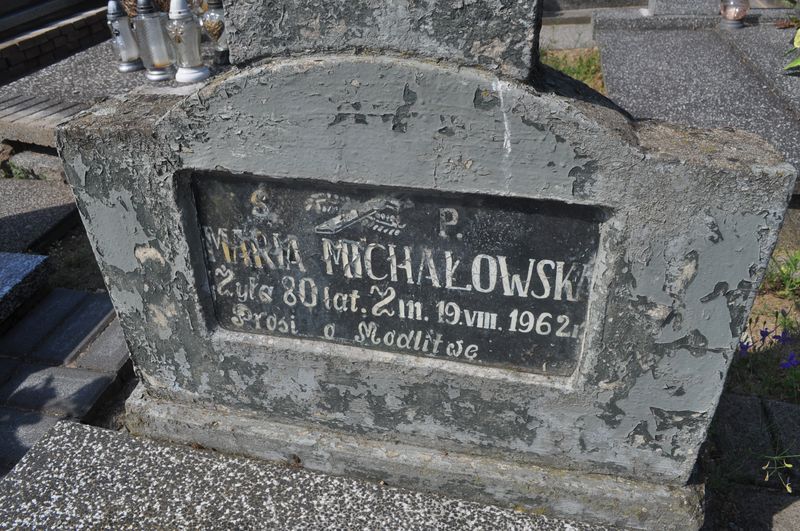 Ś. P.
MARIA MICHAŁOWSKA
Żyła 80 lat, Zm. 19.VIII. 1962 r.
Prosi o Modlitwę